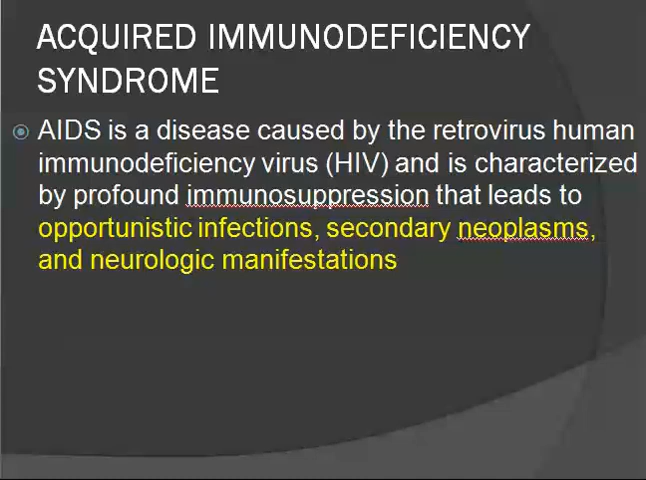 ACQUIRED IMMUNODEFICIENCY
SYNDROME
AIDS is a disease caused by the retrovirus human
immunodeficiency virus (HIV) and is characterized
by profound immunosuppression that leads to
opportunistic infections, secondary neoplasms,
and neurologic manifestations